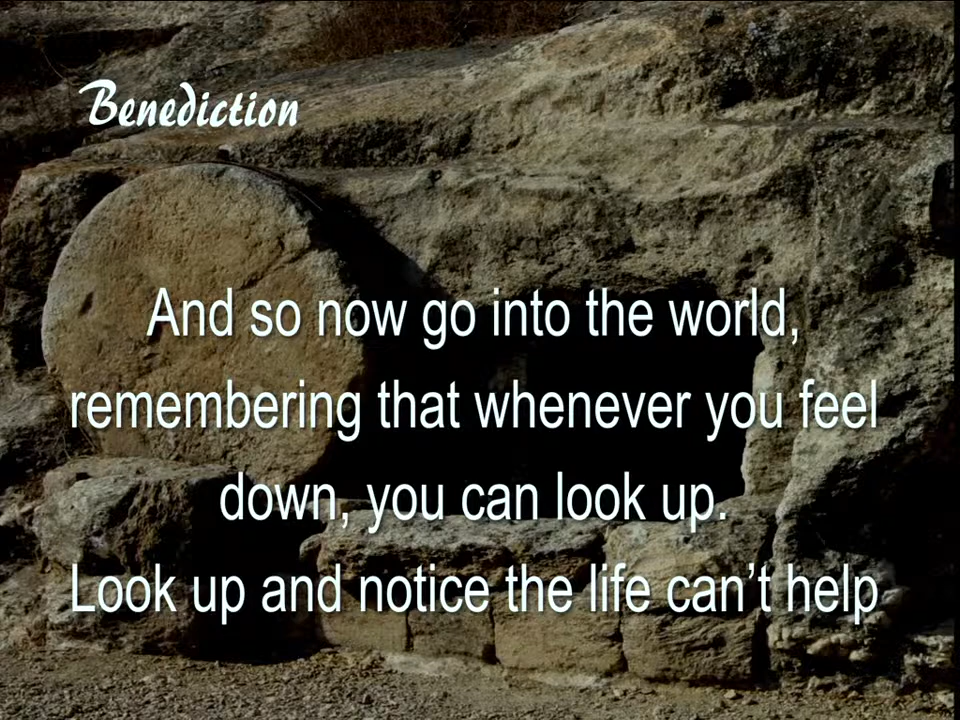 Benediction
And so now go into the world,
remembering that whenever you feel
down, you can look up.
Look up and notice the life can’t help